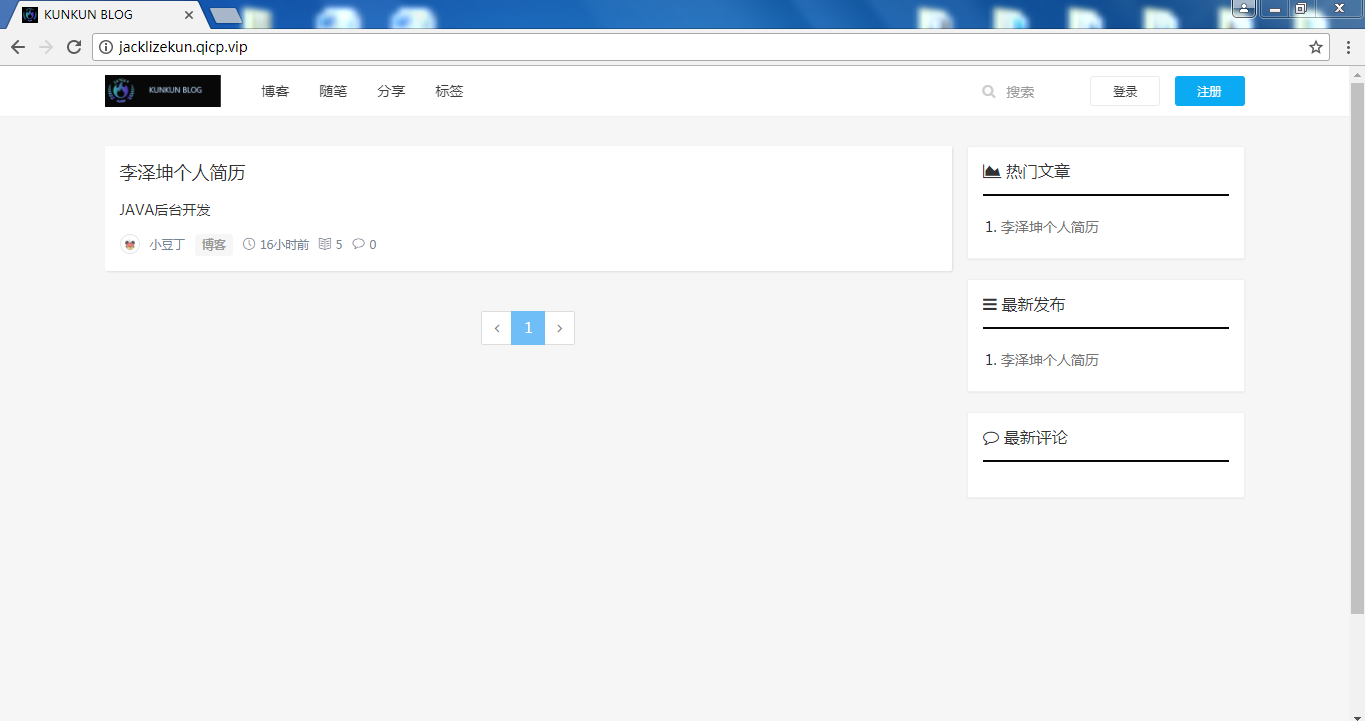 KUNKUN BLOG
jacklizekun.qicp.vip
KUNKUN BLOG 博客 随笔 分享 标签 搜索 登录 注册
李泽坤个人简历
JAVA后台开发
小豆丁 博客 16小时前 5 0
1
热门文章
1. 李泽坤个人简历
最新发布
1. 李泽坤个人简历
最新评论